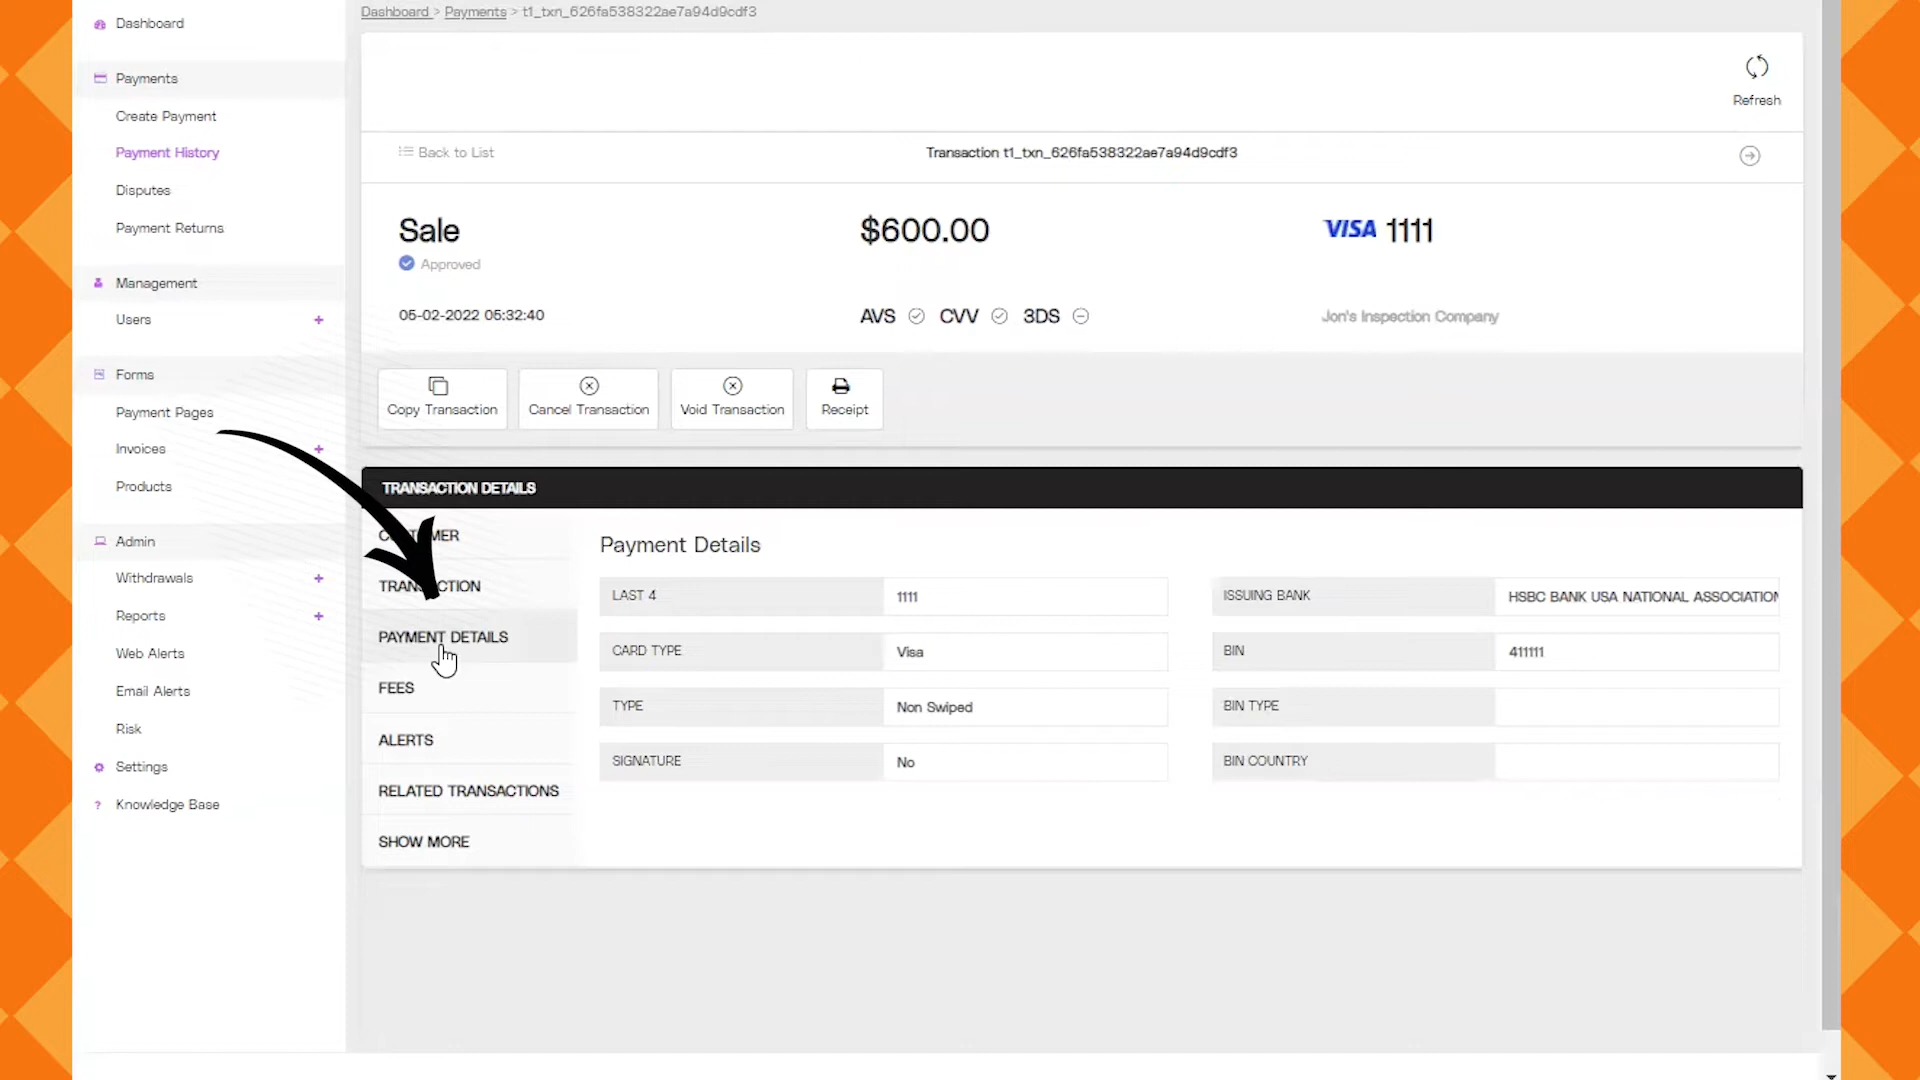 Dashboard > Payments > t1_txn_626fa538322ae7a94d9cdf3
Dashboard
Payments
Create Payment
Payment History
Disputes
Payment Returns
Management
Users +
Forms
Payment Pages
Invoices +
Products
Admin
Withdrawals +
Reports +
Web Alerts
Email Alerts
Risk
Settings
? Knowledge Base
Refresh
Back to List
Transaction t1_txn_626fa538322ae7a94d9cdf3
Sale
Approved
05-02-2022 05:32:40
$600.00
AVS CVV 3DS
VISA 1111
Jon's Inspection Company
Copy Transaction
Cancel Transaction
Void Transaction
Receipt
TRANSACTION DETAILS
TRANSACTION
PAYMENT DETAILS
FEES
ALERTS
RELATED TRANSACTIONS
SHOW MORE
Payment Details
LAST 4 1111
CARD TYPE Visa
TYPE Non Swiped
SIGNATURE No
ISSUING BANK HSBC BANK USA NATIONAL ASSOCIATION
BIN 411111
BIN TYPE
BIN COUNTRY